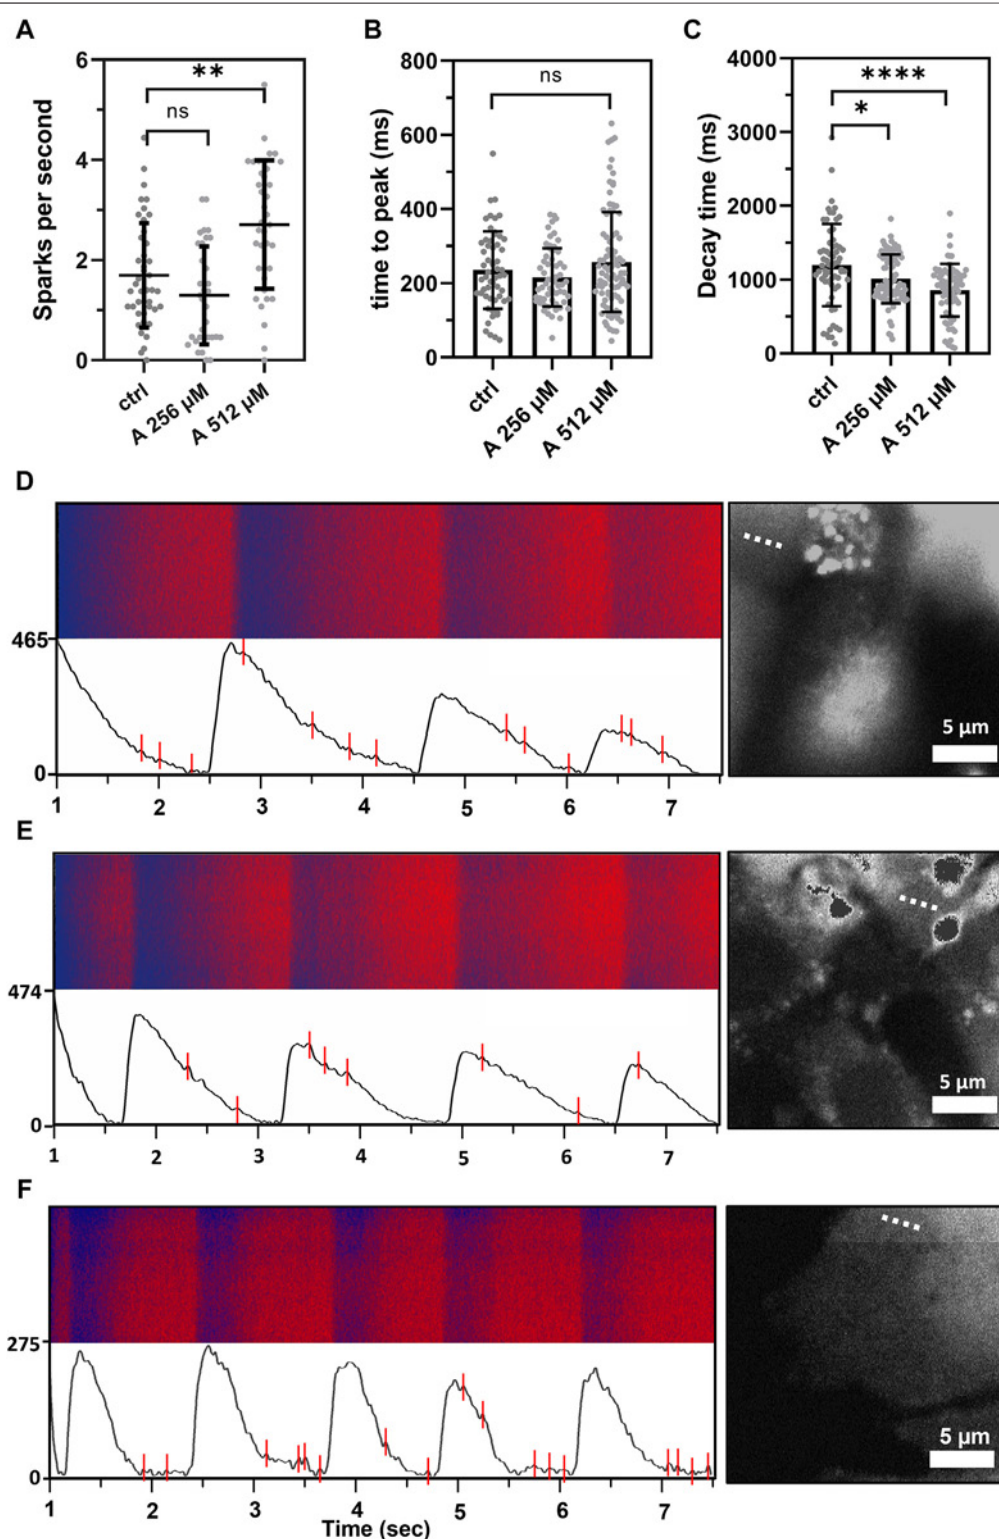 A
Sparks per second
6
4
2
0
**
ns
ctrl
A 256 µM
A 512 µM
B
time to peak (ms)
800
600
400
200
0
ns
ctrl
A 256 µM
A 512 µM
C
Decay time (ms)
4000
3000
2000
1000
0
****
*
ctrl
A 256 µM
A 512 µM
D
465
0
1 2 3 4 5 6 7
5 µm
E
474
0
1 2 3 4 5 6 7
5 µm
F
275
0
1 2 3 4 5 6 7
Time (sec)
5 µm